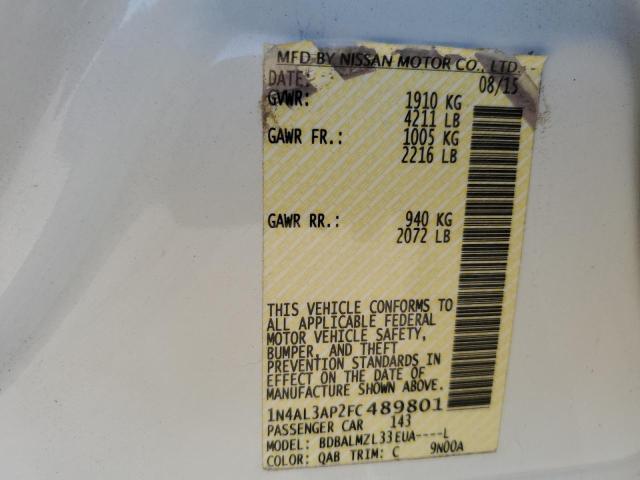 MFD BY NISSAN MOTOR CO., LTD.
DATE: 08/15
GVWR: 1910 KG
4211 LB
GAWR FR.: 1005 KG
2216 LB
GAWR RR.: 940 KG
2072 LB
THIS VEHICLE CONFORMS TO
ALL APPLICABLE FEDERAL
MOTOR VEHICLE SAFETY,
BUMPER, AND THEFT
PREVENTION STANDARDS IN
EFFECT ON THE DATE OF
MANUFACTURE SHOWN ABOVE.
1N4AL3AP2FC489801
PASSENGER CAR 143
MODEL: BDBALMZL33EUA----L
COLOR: QAB TRIM: C 9N00A